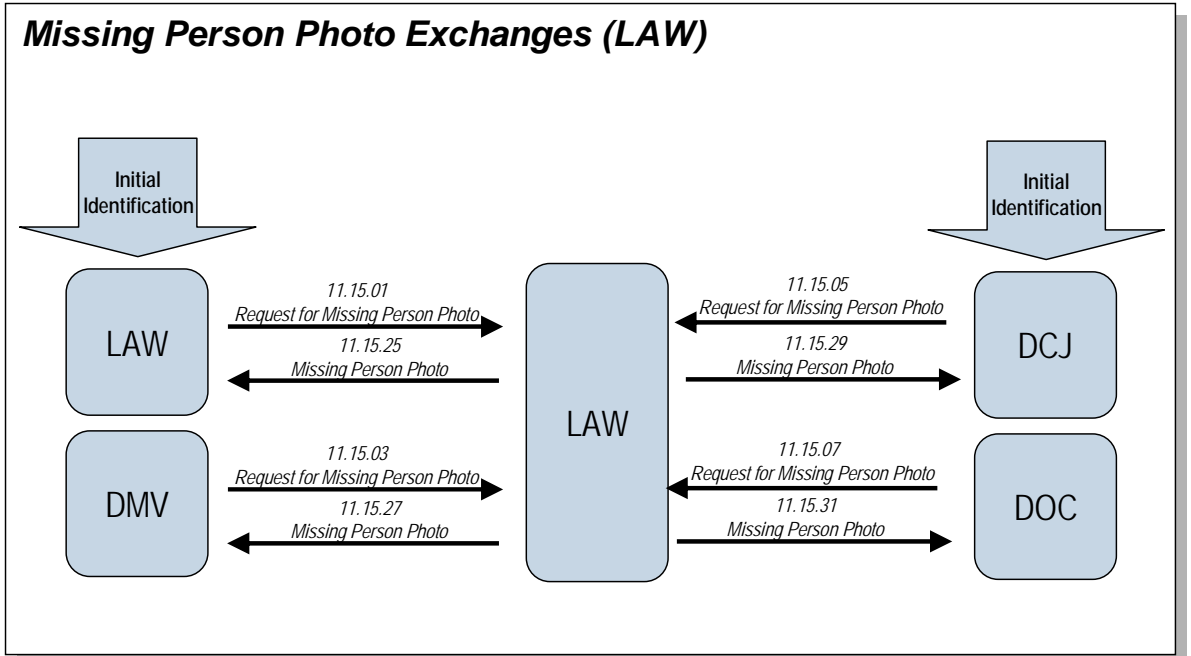 Missing Person Photo Exchanges (LAW)
Initial
Identification
Initial
Identification
LAW
11.15.01
Request for Missing Person Photo
11.15.25
Missing Person Photo
LAW
11.15.05
Request for Missing Person Photo
11.15.29
Missing Person Photo
DCJ
DMV
11.15.03
Request for Missing Person Photo
11.15.27
Missing Person Photo
11.15.07
Request for Missing Person Photo
11.15.31
Missing Person Photo
DOC